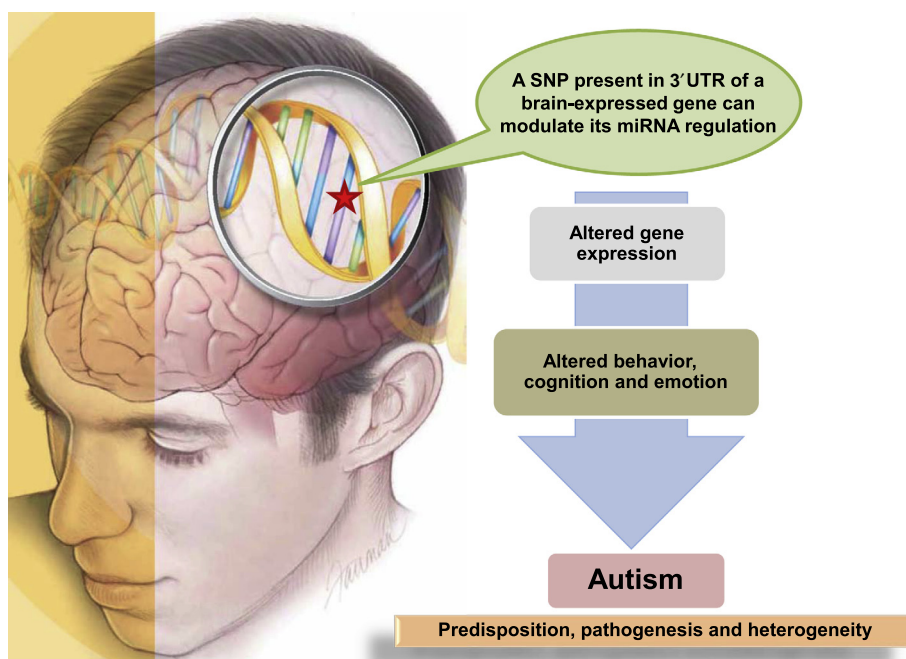 A SNP present in 3′UTR of a
brain-expressed gene can
modulate its miRNA regulation
Altered gene
expression
Altered behavior,
cognition and emotion
Autism
Predisposition, pathogenesis and heterogeneity